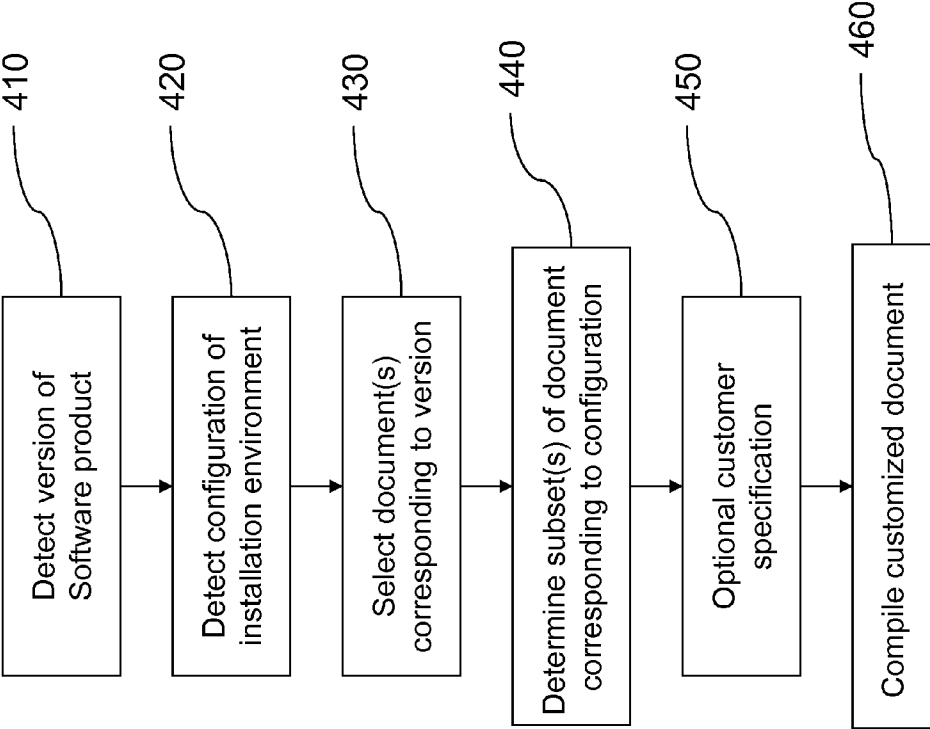 410
Detect version of
Software product
420
Detect configuration of
installation environment
430
Select document(s)
corresponding to version
440
Determine subset(s) of document
corresponding to configuration
450
Optional customer
specification
460
Compile customized document